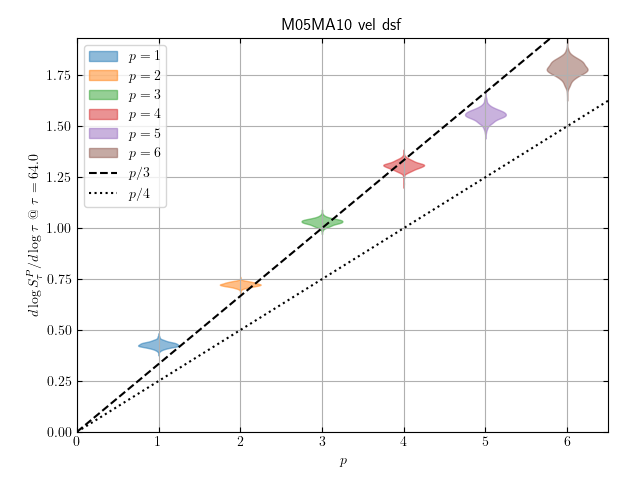 M05MA10 vel dsf
1.75
1.50
1.25
1.00
0.75
0.50
0.25
0.00
d log S_τ^P / d log τ @ τ = 64.0
p = 1
p = 2
p = 3
p = 4
p = 5
p = 6
p/3
p/4
0 1 2 3 4 5 6
p